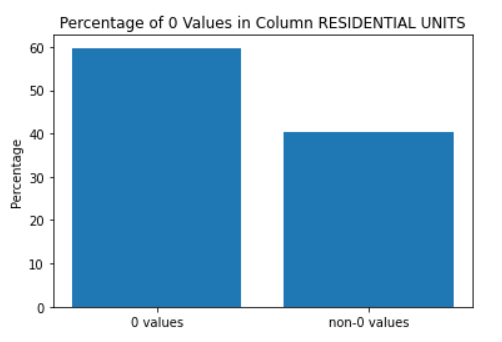 Percentage of 0 Values in Column RESIDENTIAL UNITS
60
50
40
30
20
10
0
Percentage
0 values
non-0 values